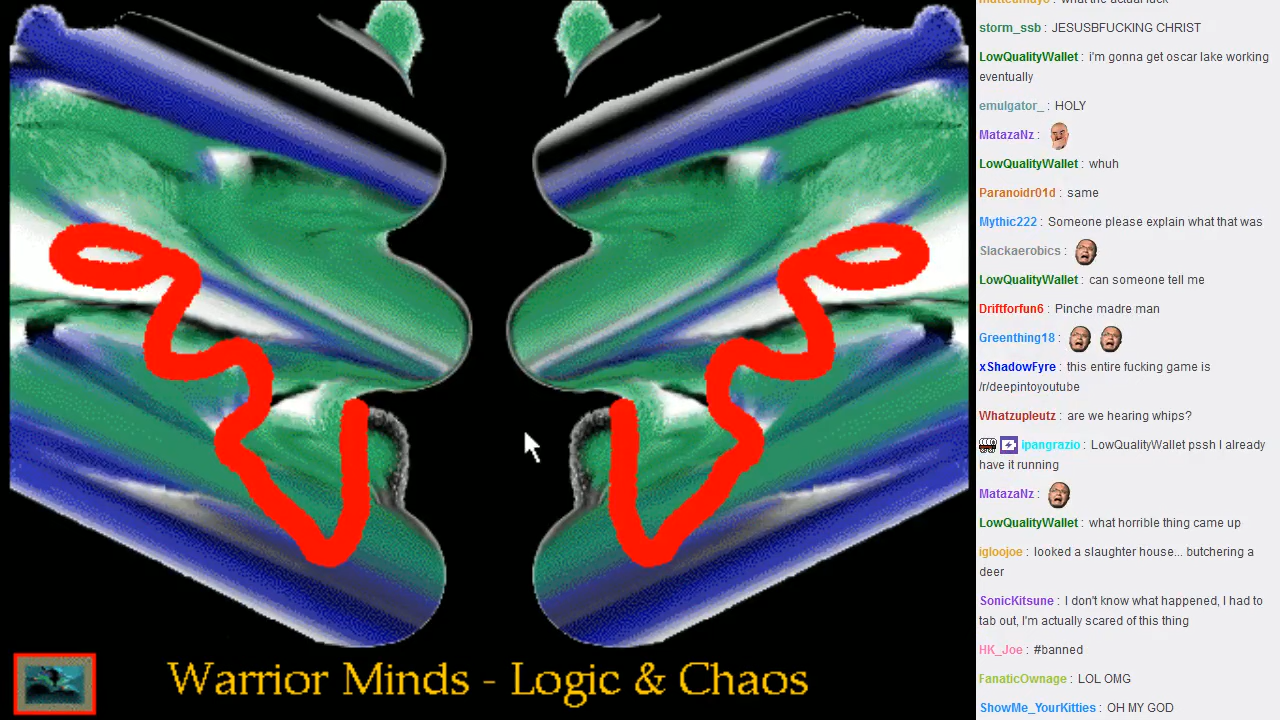 storm_ssb : JESUSBFUCKING CHRIST
LowQualityWallet : i'm gonna get oscar lake working
eventually
emulgator_ : HOLY
MatazaNz :
LowQualityWallet : whuh
Paranoidr01d : same
Mythic222 : Someone please explain what that was
Slackaerobics :
LowQualityWallet : can someone tell me
Driftforfun6 : Pinche madre man
Greenthing18 :
xShadowFyre : this entire fucking game is
/r/deepintoyoutube
Whatzupleutz : are we hearing whips?
ipangrazio : LowQualityWallet pssh I already
have it running
MatazaNz :
LowQualityWallet : what horrible thing came up
igloojoe : looked a slaughter house... butchering a
deer
SonicKitsune : I don't know what happened, I had to
tab out, I'm actually scared of this thing
HK_Joe : #banned
FanaticOwnage : LOL OMG
ShowMe_YourKitties : OH MY GOD
Warrior Minds - Logic & Chaos